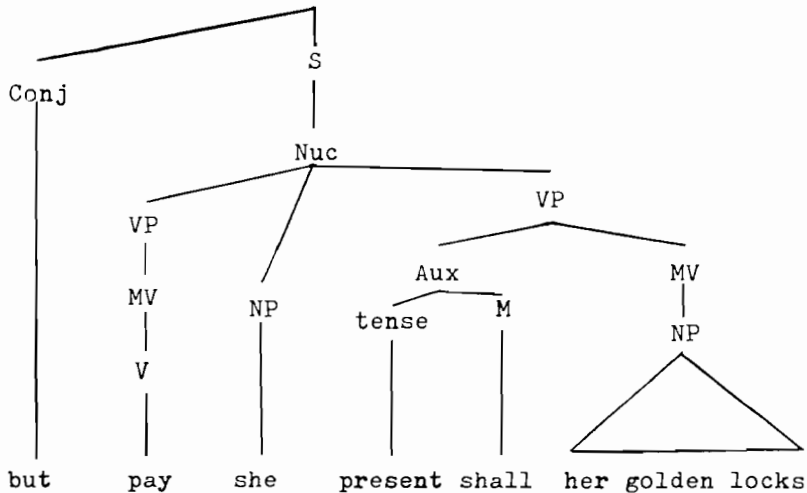 S
Conj
Nuc
VP
VP
Aux MV
MV NP
tense M
NP
V
but pay she present shall her golden locks